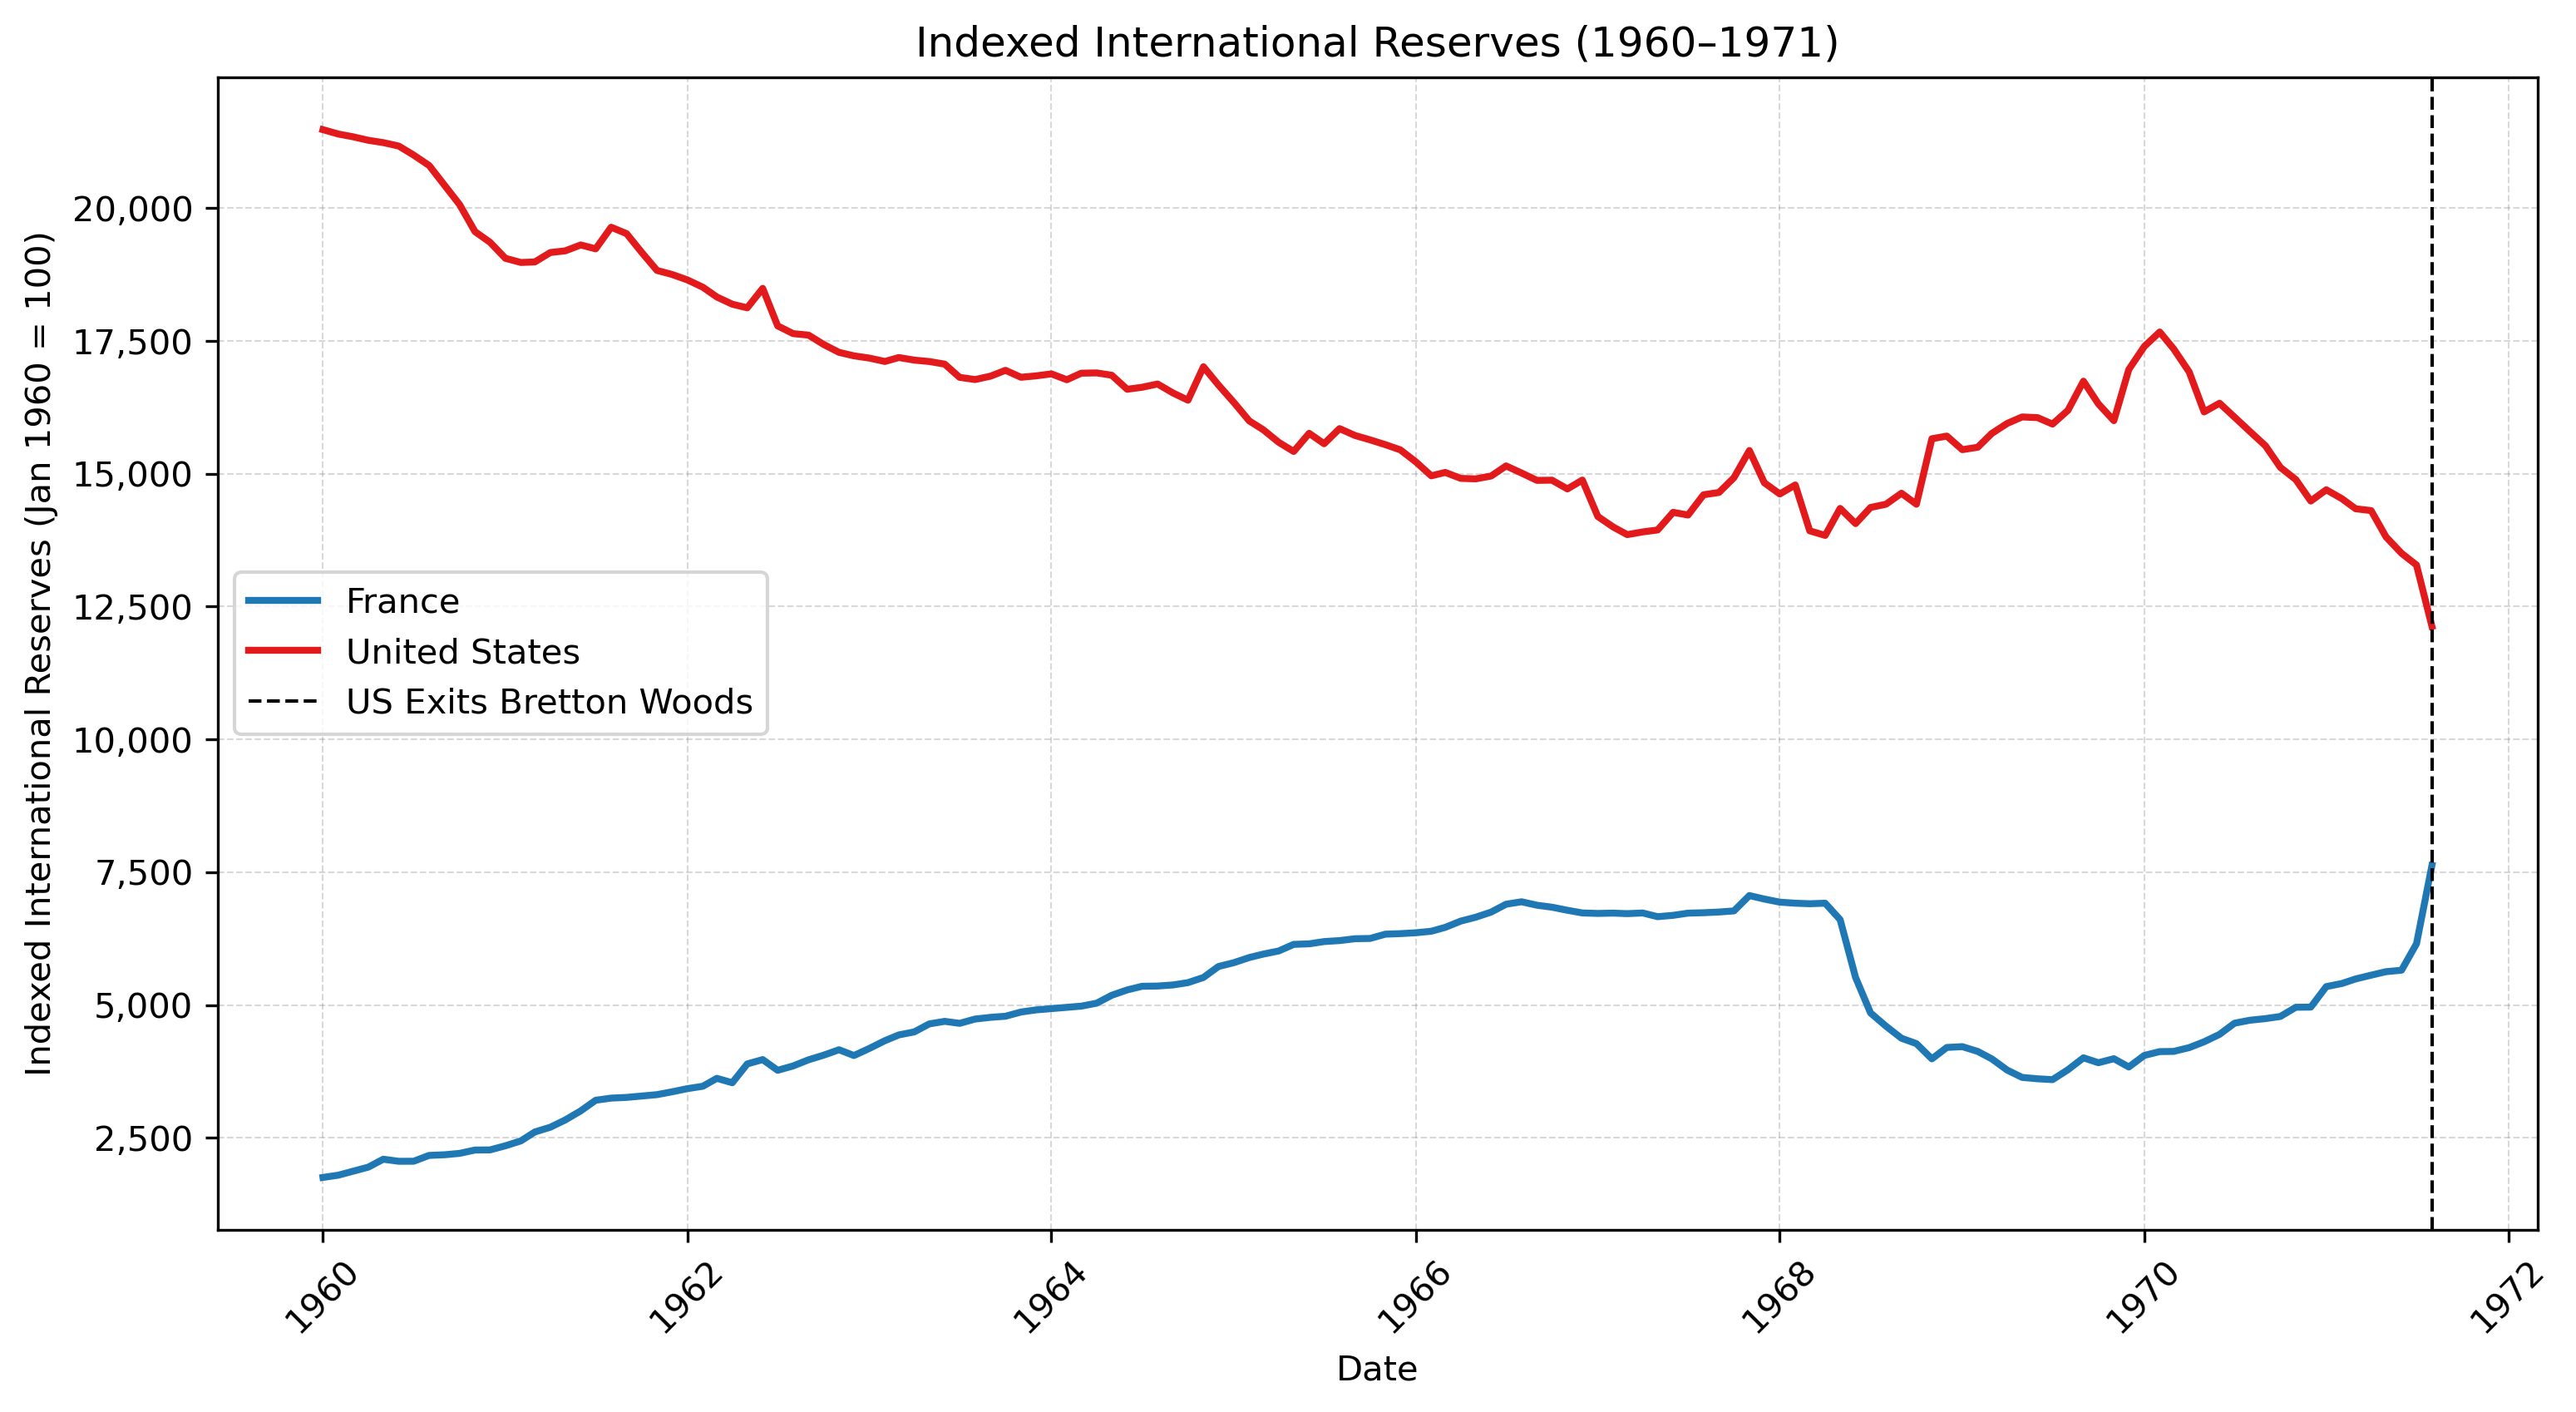 Indexed International Reserves (1960–1971)
Indexed International Reserves (Jan 1960 = 100)
20,000
17,500
15,000
12,500
10,000
7,500
5,000
2,500
France
United States
US Exits Bretton Woods
1960
1962
1964
1966
1968
1970
1972
Date